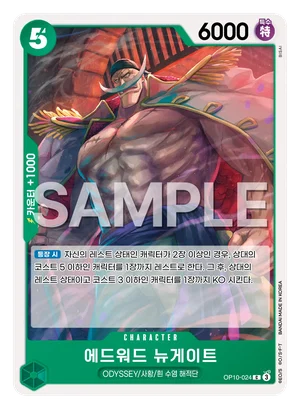 5
6000
특수
特
카운터 +1000
SAMPLE
등장 시 자신의 레스트 상태인 캐릭터가 2장 이상인 경우, 상대의
코스트 5 이하인 캐릭터를 1장까지 레스트로 한다. 그 후, 상대의
레스트 상태이고 코스트 3 이하인 캐릭터를 1장까지 KO 시킨다.
CHARACTER
에드워드 뉴게이트
ODYSSEY/사황/흰 수염 해적단
OP10-024
BANDAI MADE IN KOREA